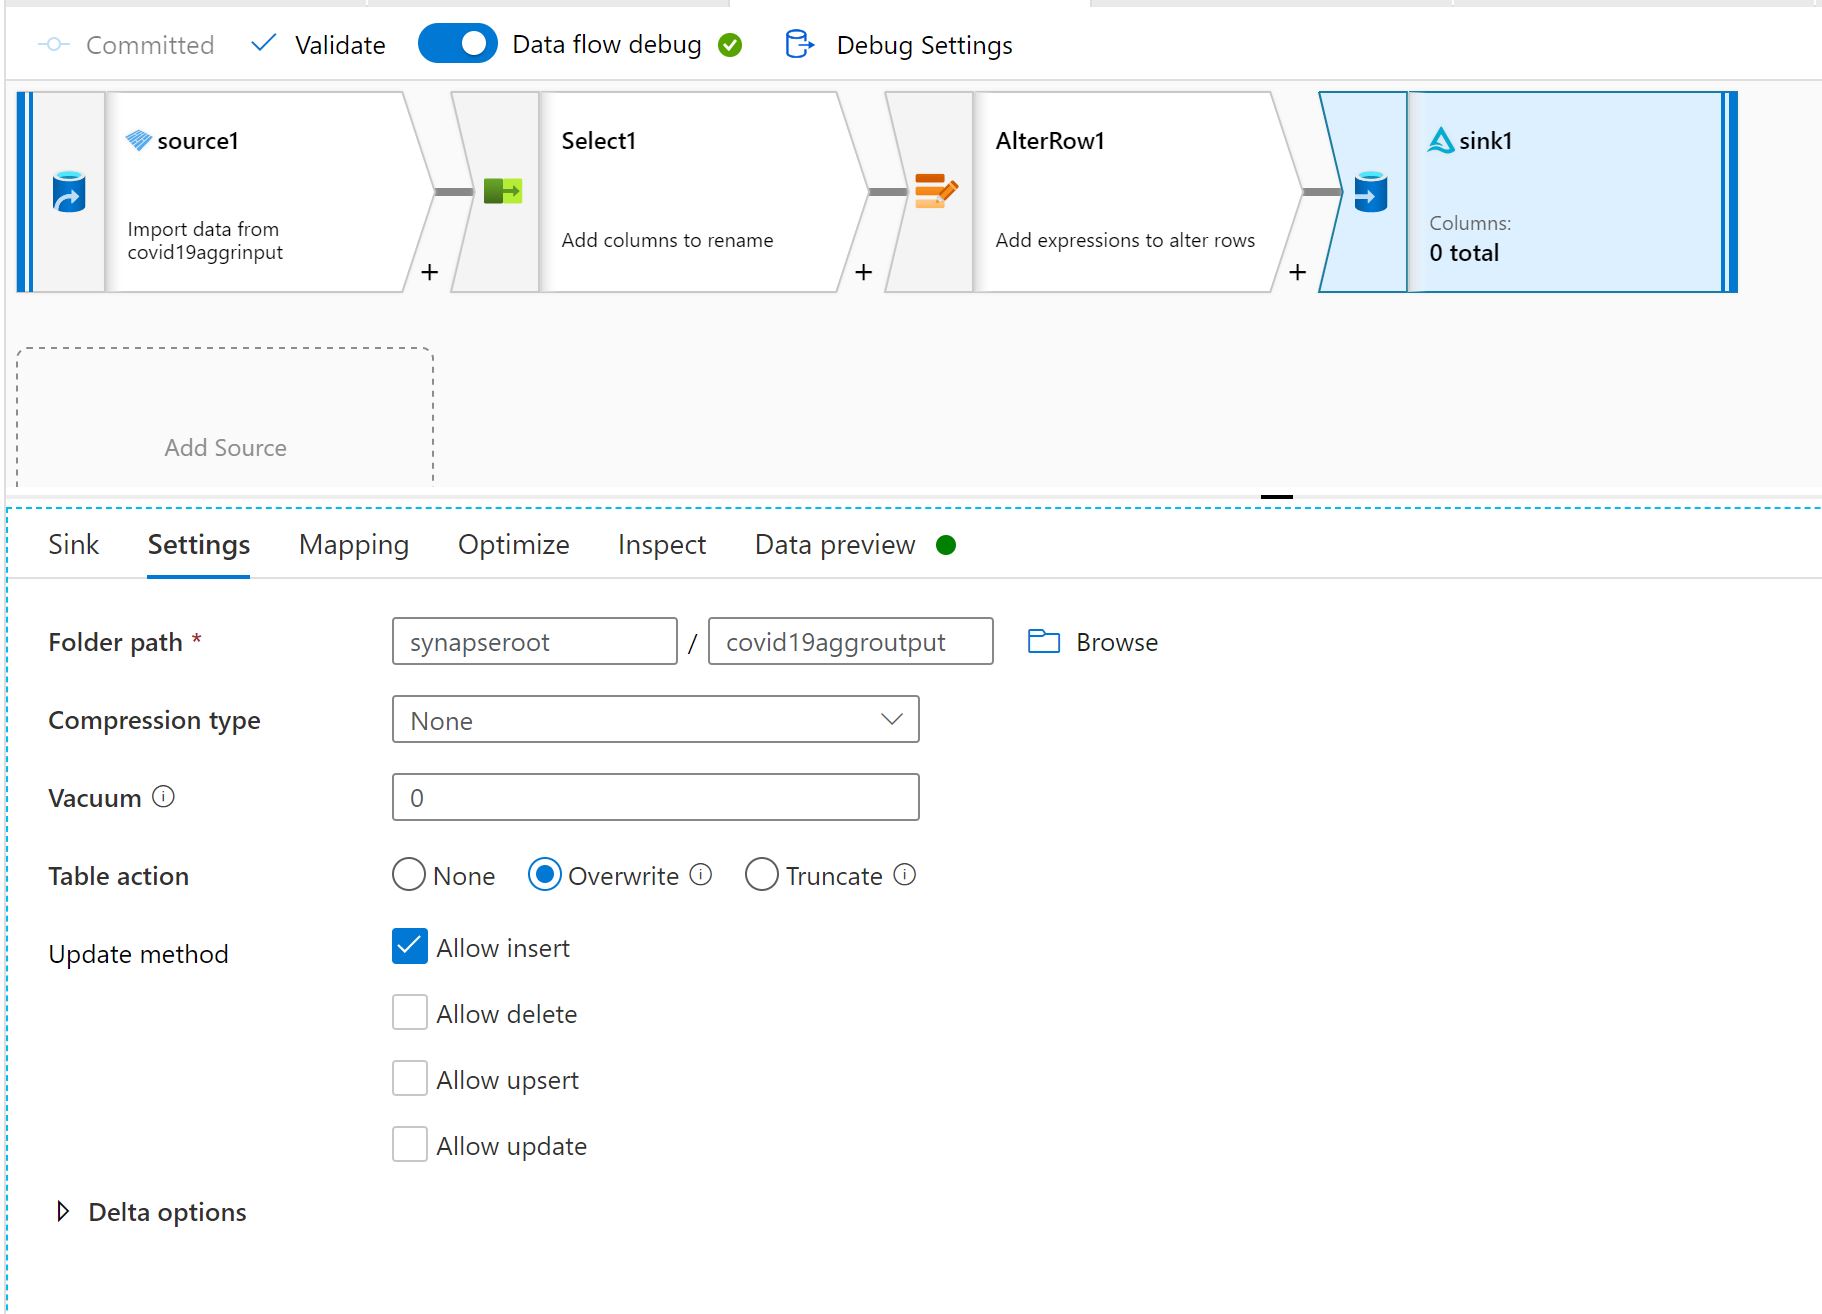 Committed Validate Data flow debug Debug Settings
source1
Import data from
covid19aggrinput
+
Select1
Add columns to rename
+
AlterRow1
Add expressions to alter rows
+
sink1
Columns:
0 total
Add Source
Sink Settings Mapping Optimize Inspect Data preview
Folder path * synapseroot / covid19aggroutput Browse
Compression type None
Vacuum 0
Table action None Overwrite Truncate
Update method Allow insert
Allow delete
Allow upsert
Allow update
Delta options